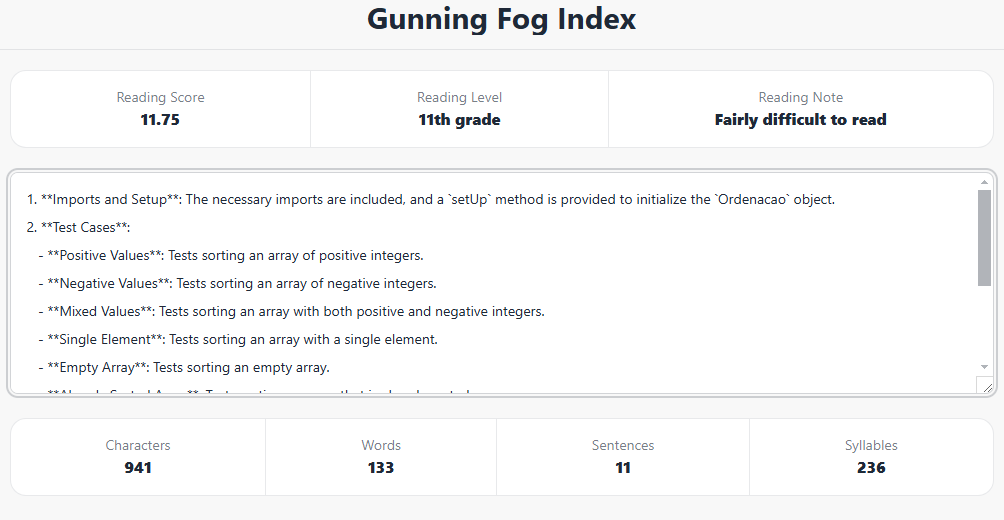 Gunning Fog Index
Reading Score
11.75
Reading Level
11th grade
Reading Note
Fairly difficult to read
1. **Imports and Setup**: The necessary imports are included, and a `setUp` method is provided to initialize the `Ordenacao` object.
2. **Test Cases**:
- **Positive Values**: Tests sorting an array of positive integers.
- **Negative Values**: Tests sorting an array of negative integers.
- **Mixed Values**: Tests sorting an array with both positive and negative integers.
- **Single Element**: Tests sorting an array with a single element.
- **Empty Array**: Tests sorting an empty array.
Characters
941
Words
133
Sentences
11
Syllables
236